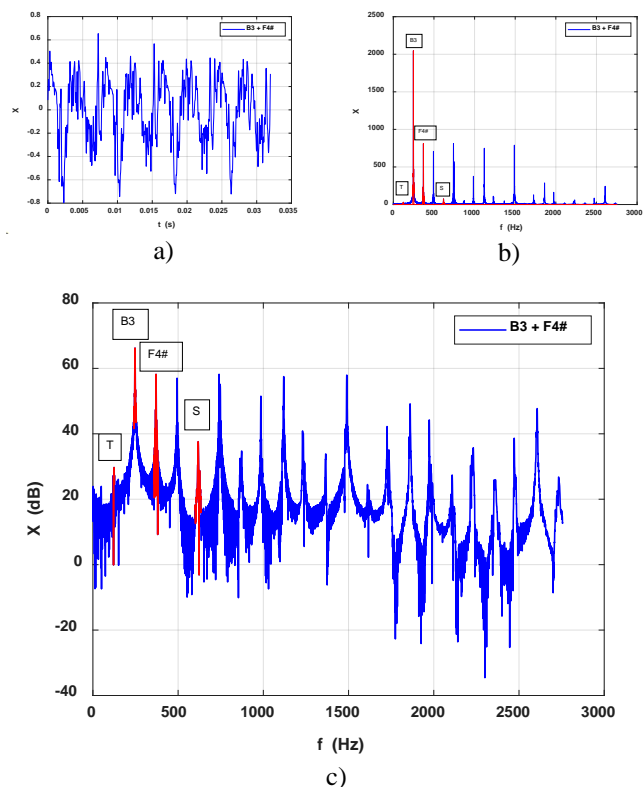 B3 + F4#
0.8
0.6
0.4
0.2
0
-0.2
-0.4
-0.6
-0.8
X
0 0.005 0.01 0.015 0.02 0.025 0.03 0.035
t (s)
a)
B3 + F4#
2500
2000
1500
1000
500
0
X
B3
F4#
T
S
0 500 1000 1500 2000 2500 3000
f (Hz)
b)
B3 + F4#
80
60
40
20
0
-20
-40
X (dB)
B3
F4#
T
S
0 500 1000 1500 2000 2500 3000
f (Hz)
c)